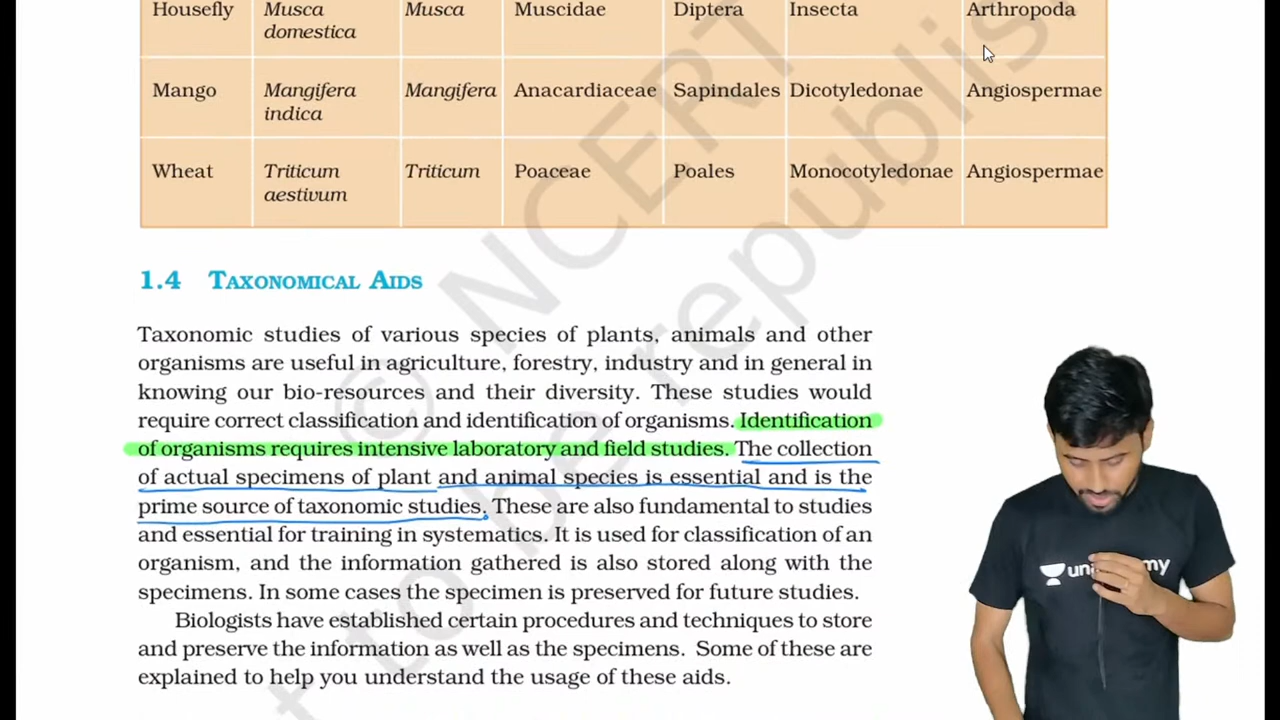 Housefly Musca Musca Muscidae Diptera Insecta Arthropoda
domestica
Mango Mangifera Mangifera Anacardiaceae Sapindales Dicotyledonae Angiospermae
indica
Wheat Triticum Triticum Poaceae Poales Monocotyledonae Angiospermae
aestivum
1.4 TAXONOMICAL AIDS
Taxonomic studies of various species of plants, animals and other
organisms are useful in agriculture, forestry, industry and in general in
knowing our bio-resources and their diversity. These studies would
require correct classification and identification of organisms. Identification
of organisms requires intensive laboratory and field studies. The collection
of actual specimens of plant and animal species is essential and is the
prime source of taxonomic studies. These are also fundamental to studies
and essential for training in systematics. It is used for classification of an
organism, and the information gathered is also stored along with the
specimens. In some cases the specimen is preserved for future studies.
Biologists have established certain procedures and techniques to store
and preserve the information as well as the specimens. Some of these are
explained to help you understand the usage of these aids.
© NCERT
to be republis